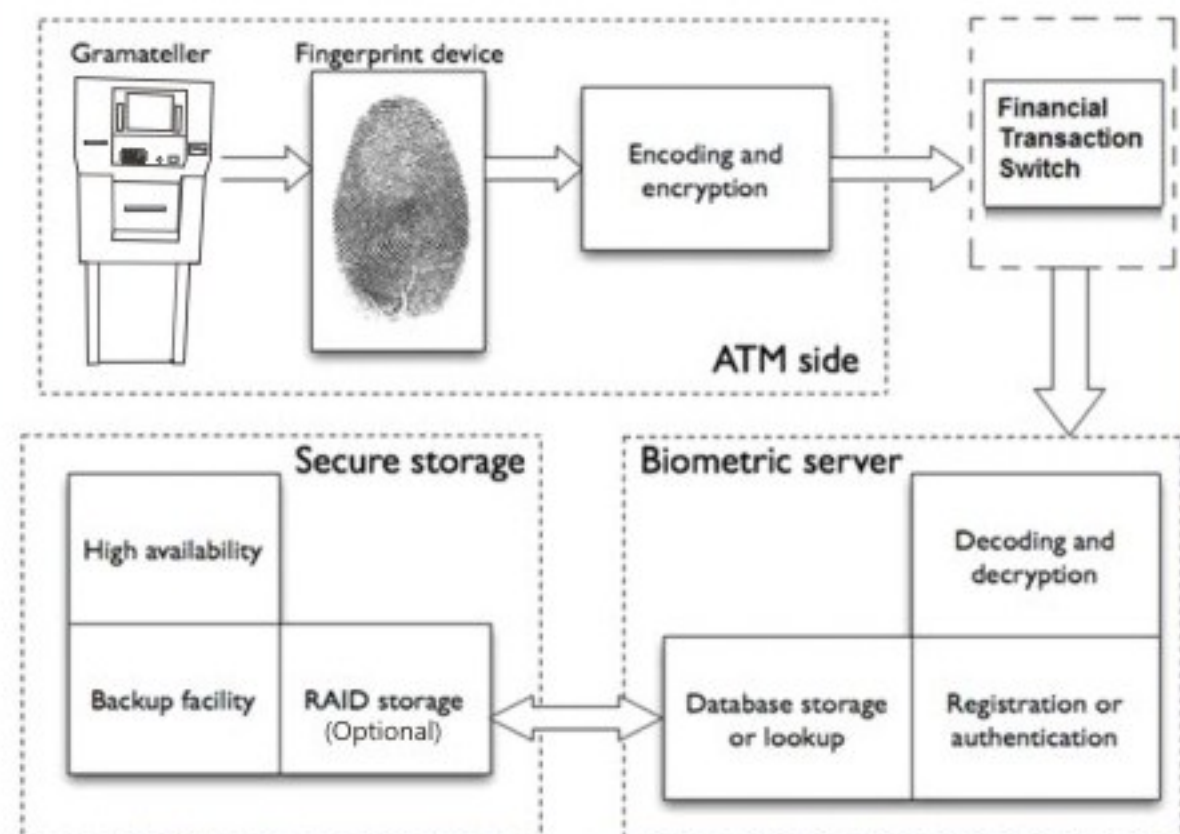 Gramateller
Fingerprint device
Encoding and
encryption
Financial
Transaction
Switch
ATM side
Secure storage
High availability
Backup facility
RAID storage
(Optional)
Biometric server
Decoding and
decryption
Database storage
or lookup
Registration or
authentication